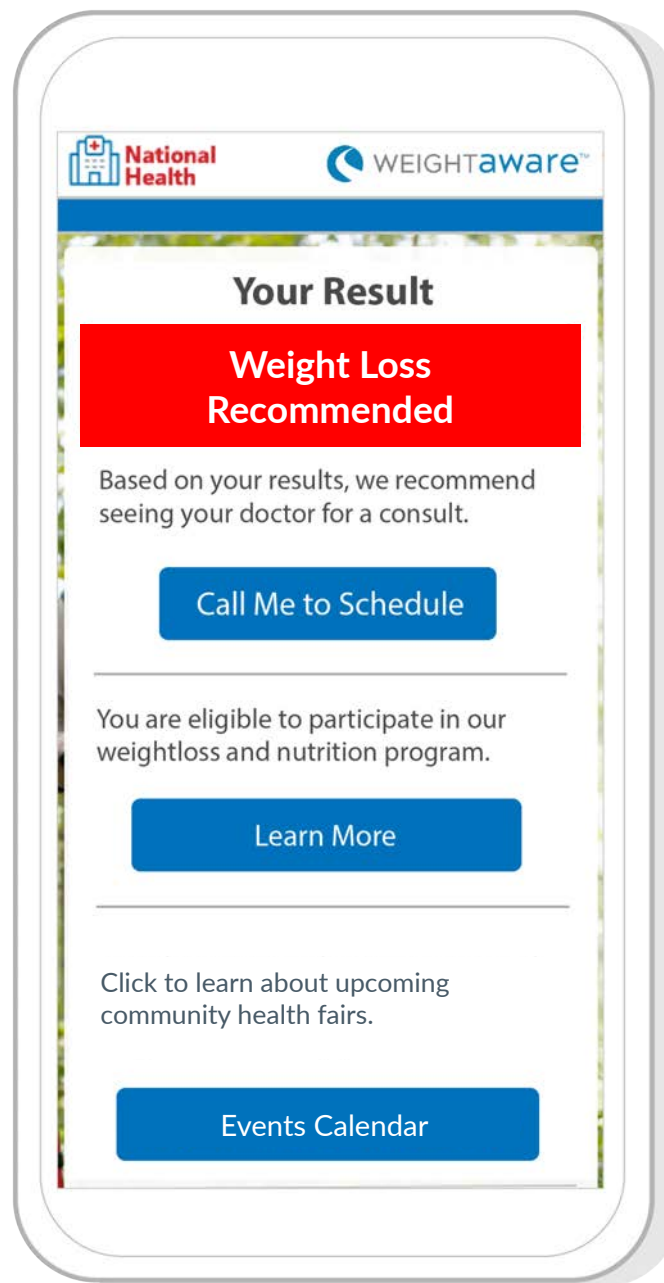 National
Health
WEIGHTaware™
Your Result
Weight Loss
Recommended
Based on your results, we recommend
seeing your doctor for a consult.
Call Me to Schedule
You are eligible to participate in our
weightloss and nutrition program.
Learn More
Click to learn about upcoming
community health fairs.
Events Calendar